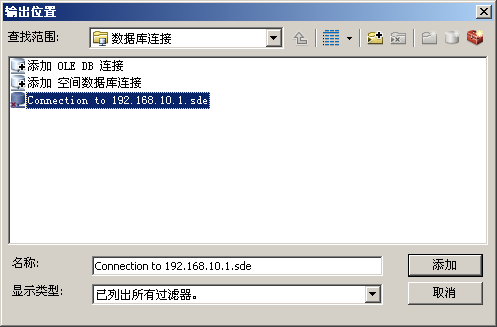 输出位置
查找范围:
数据库连接
添加 OLE DB 连接
添加 空间数据库连接
Connection to 192.168.10.1.sde
名称:
Connection to 192.168.10.1.sde
添加
显示类型:
已列出所有过滤器。
取消